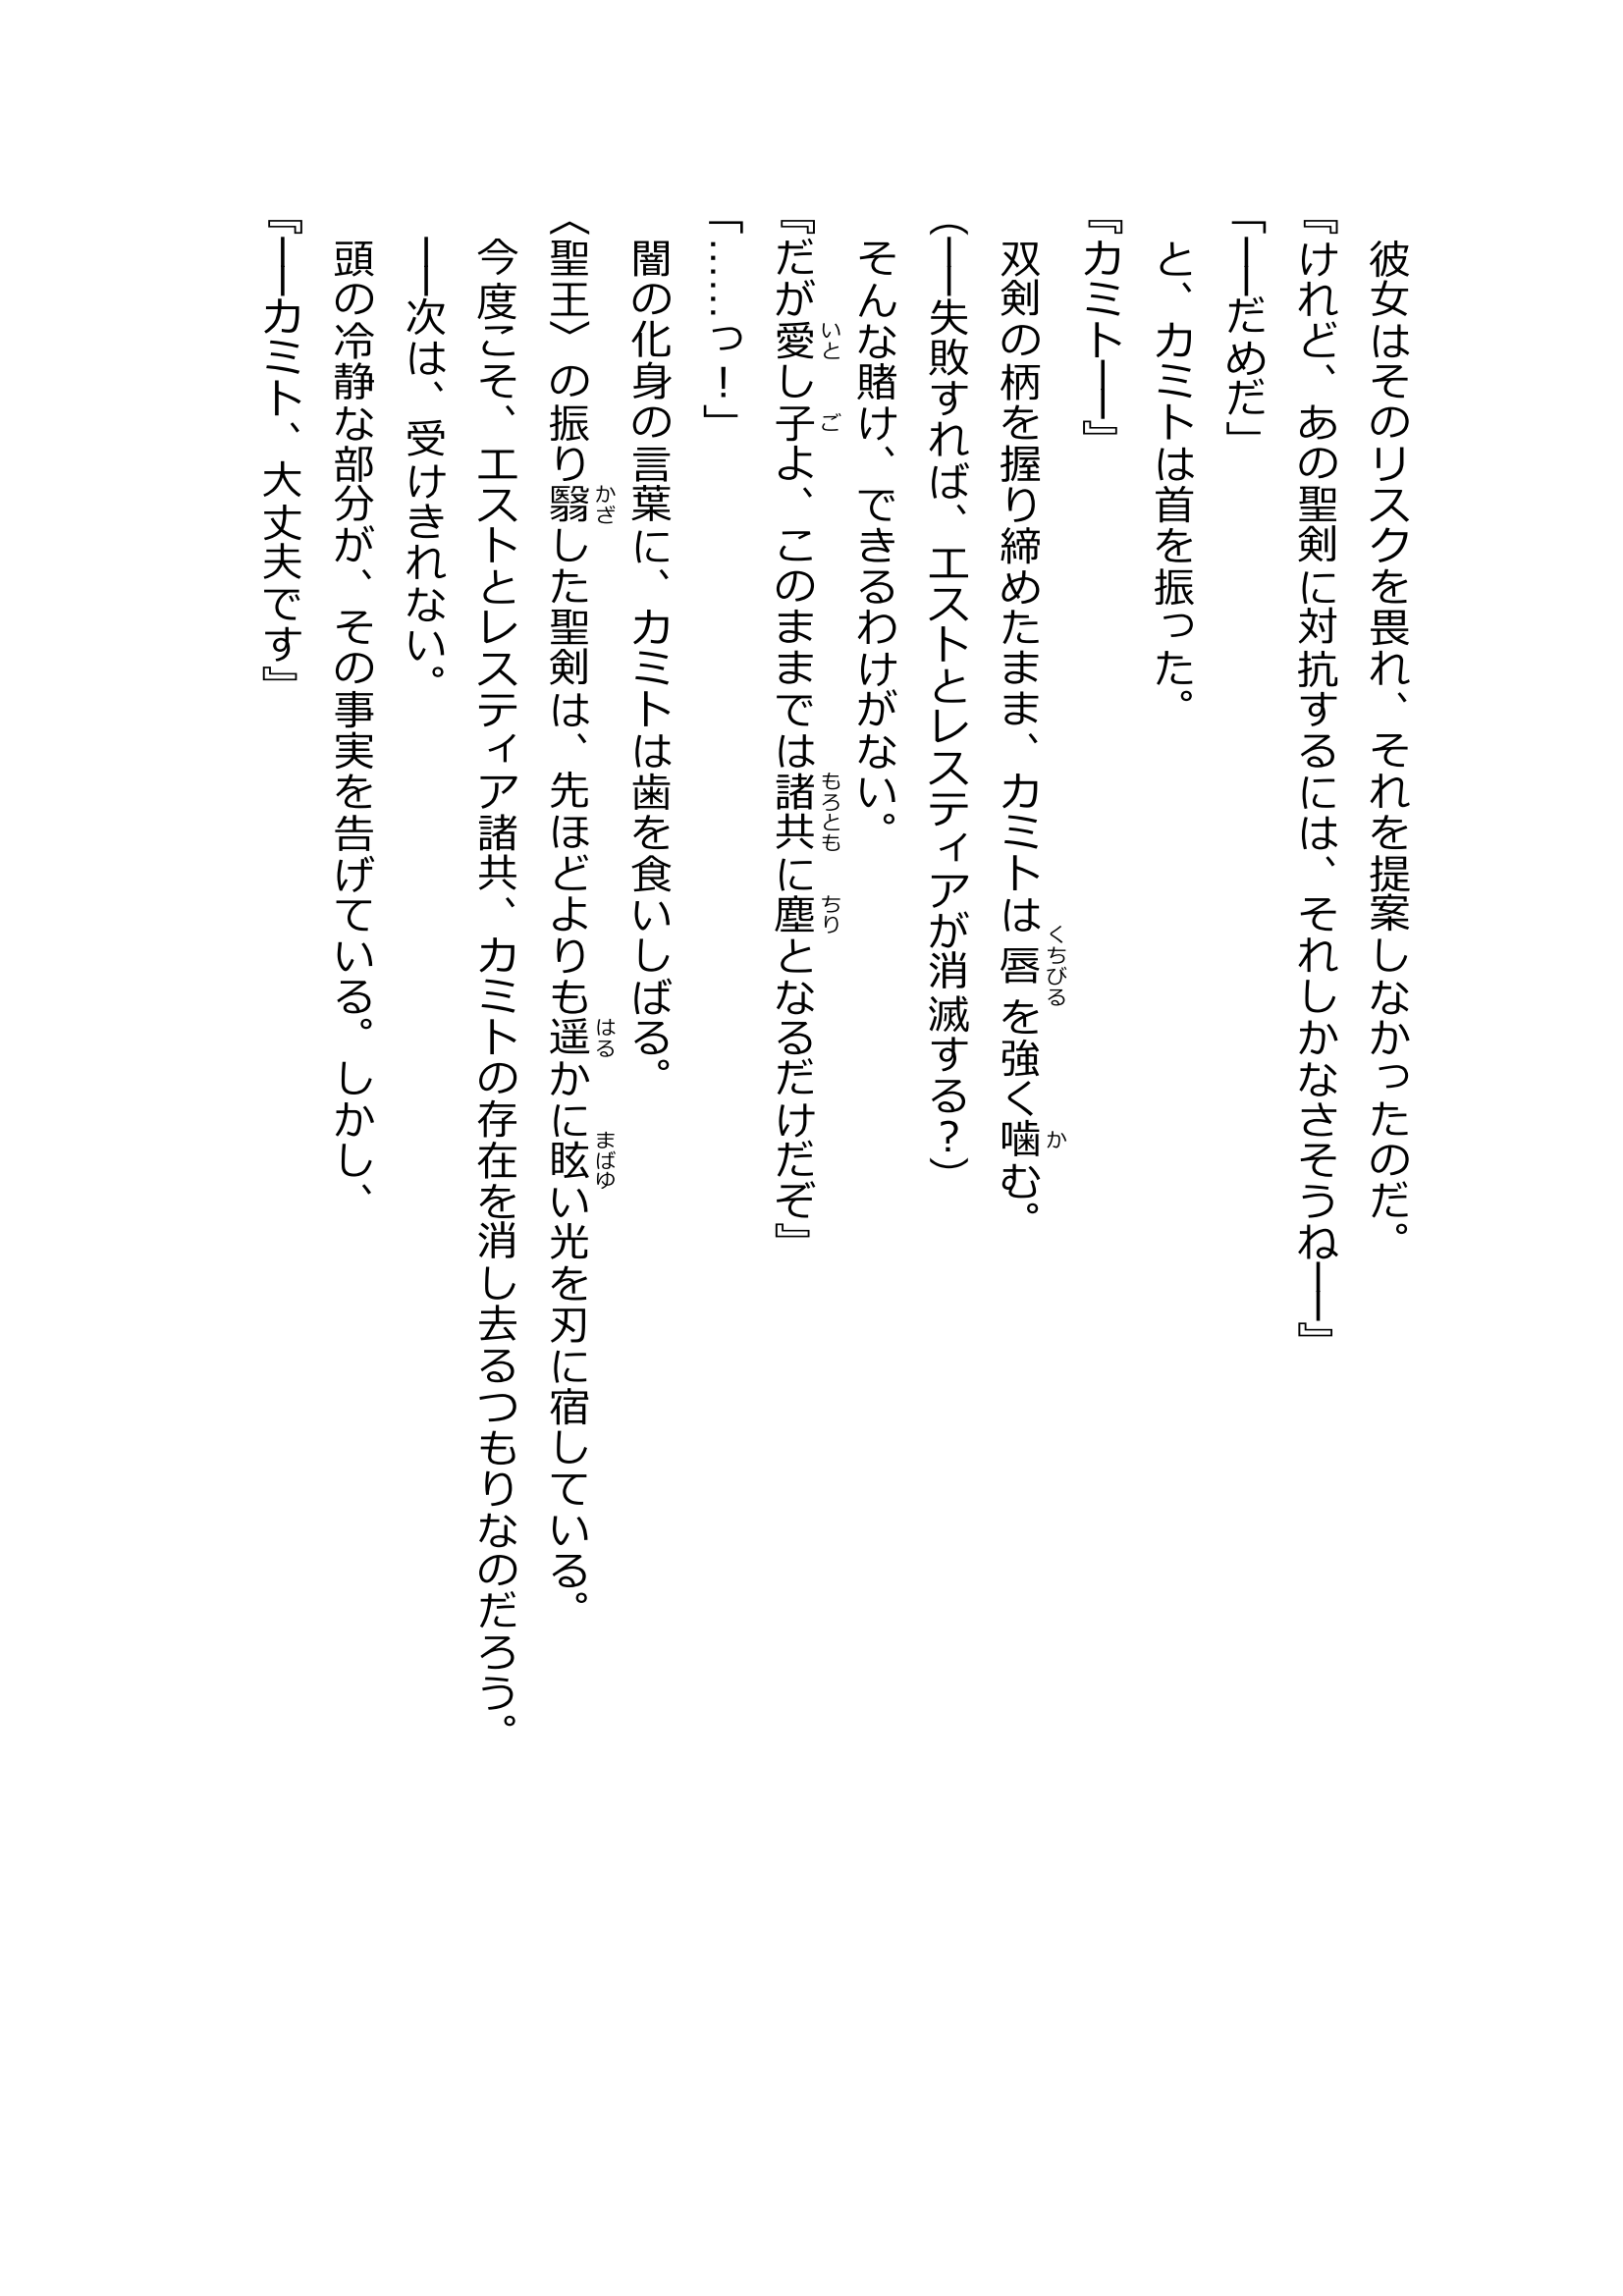 彼女はそのリスクを畏れ、それを提案しなかったのだ。
『けれど、あの聖剣に対抗するには、それしかなさそうね――』
「――だめだ」
　と、カミトは首を振った。
『カミト――』
　双剣の柄を握り締めたまま、カミトは唇を強く噛む。
（――失敗すれば、エストとレスティアが消滅する？）
　そんな賭け、できるわけがない。
『だが愛し子よ、このままでは諸共に塵となるだけだぞ』
「……っ！」
　闇の化身の言葉に、カミトは歯を食いしばる。
〈聖王〉の振り翳した聖剣は、先ほどよりも遥かに眩い光を刃に宿している。
　今度こそ、エストとレスティア諸共、カミトの存在を消し去るつもりなのだろう。
　――次は、受けきれない。
　頭の冷静な部分が、その事実を告げている。しかし、
『――カミト、大丈夫です』